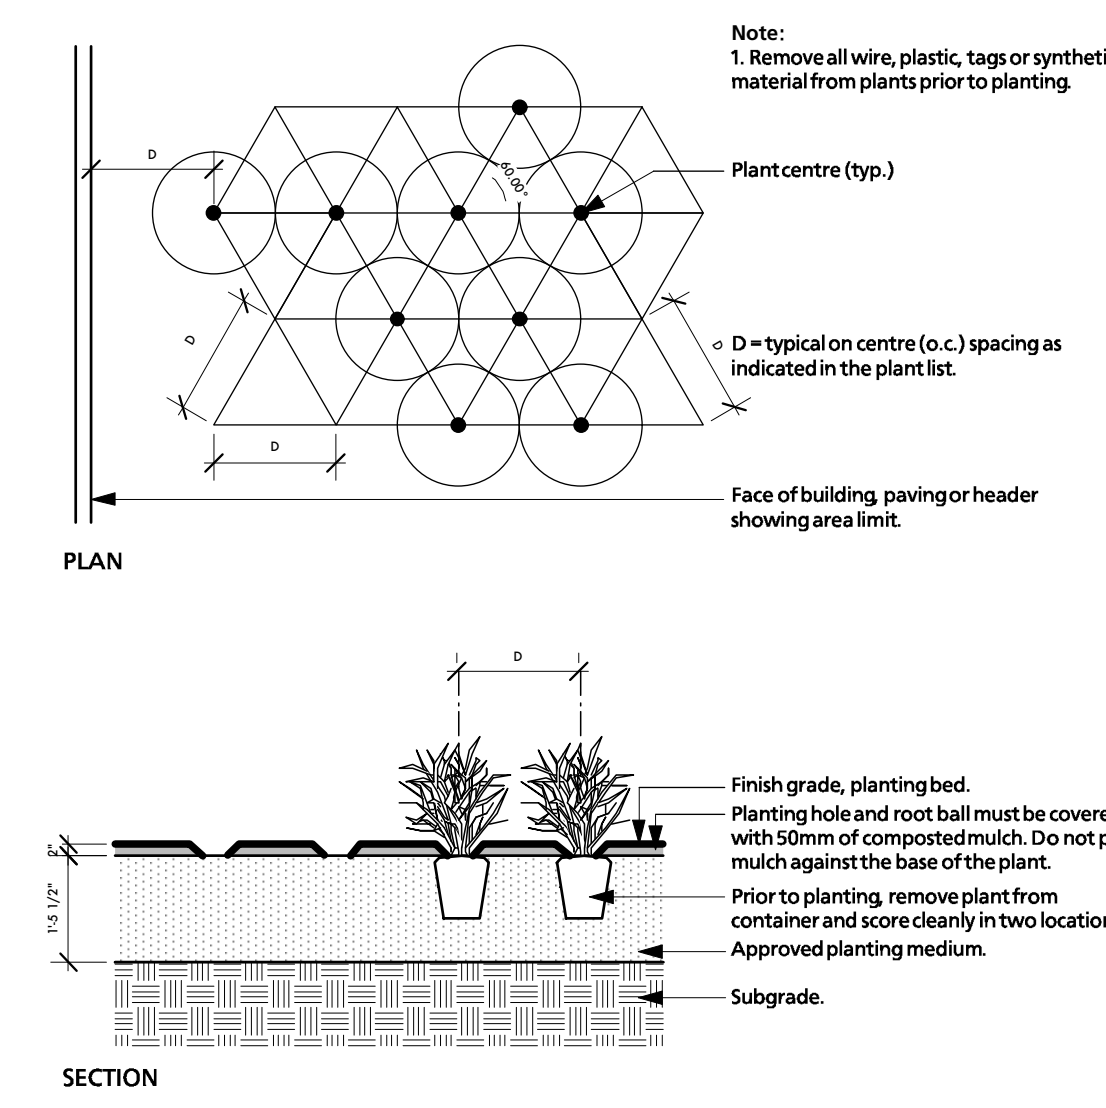 Note:
1. Remove all wire, plastic, tags or syntheti
material from plants prior to planting.
D
60.00°
Plant centre (typ.)
D
D
D = typical on centre (o.c.) spacing as
indicated in the plant list.
D
Face of building, paving or header
showing area limit.
PLAN
D
Finish grade, planting bed.
Planting hole and root ball must be covere
with 50mm of composted mulch. Do not p
mulch against the base of the plant.
2"
1'-5 1/2"
Prior to planting, remove plant from
container and score cleanly in two location
Approved planting medium.
Subgrade.
SECTION